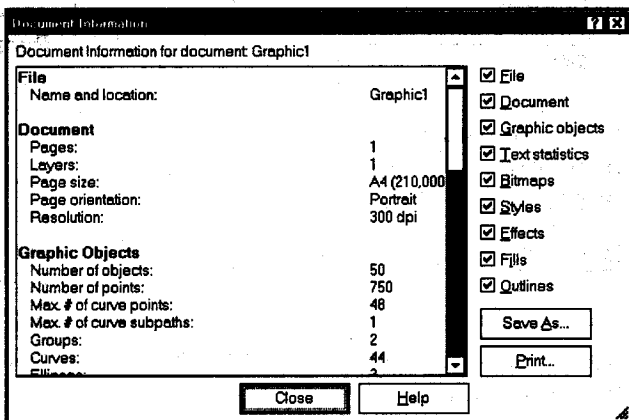 Document Information
Document Information for document: Graphic1
File
Name and location: Graphic1
Document
Pages: 1
Layers: 1
Page size: A4 (210,000
Page orientation: Portrait
Resolution: 300 dpi
Graphic Objects
Number of objects: 50
Number of points: 750
Max. # of curve points: 48
Max. # of curve subpaths: 1
Groups: 2
Curves: 44
File
Document
Graphic objects
Text statistics
Bitmaps
Styles
Effects
Fills
Outlines
Save As...
Print...
Close Help